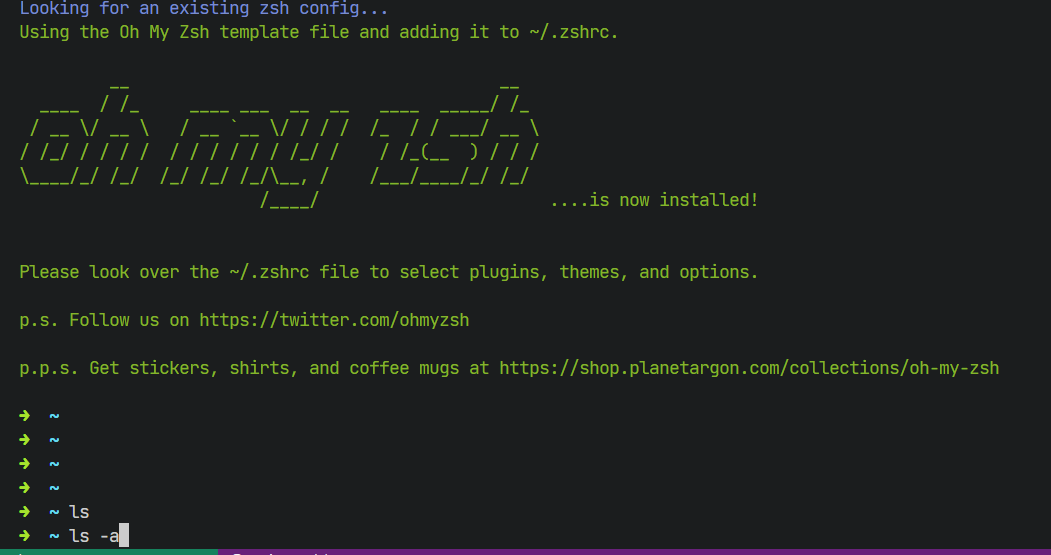 Looking for an existing zsh config...
Using the Oh My Zsh template file and adding it to ~/.zshrc.
         __                                     __
  ____  / /_     ____ ___  __  __   ____  _____/ /_
 / __ \/ __ \   / __ `__ \/ / / /  /_  / / ___/ __ \
/ /_/ / / / /  / / / / / / /_/ /    / /_(__  ) / / /
\____/_/ /_/  /_/ /_/ /_/\__, /    /___/____/_/ /_/
                        /____/                       ....is now installed!
Please look over the ~/.zshrc file to select plugins, themes, and options.
p.s. Follow us on https://twitter.com/ohmyzsh
p.p.s. Get stickers, shirts, and coffee mugs at https://shop.planetargon.com/collections/oh-my-zsh
➜  ~
➜  ~
➜  ~
➜  ~
➜  ~ ls
➜  ~ ls -a